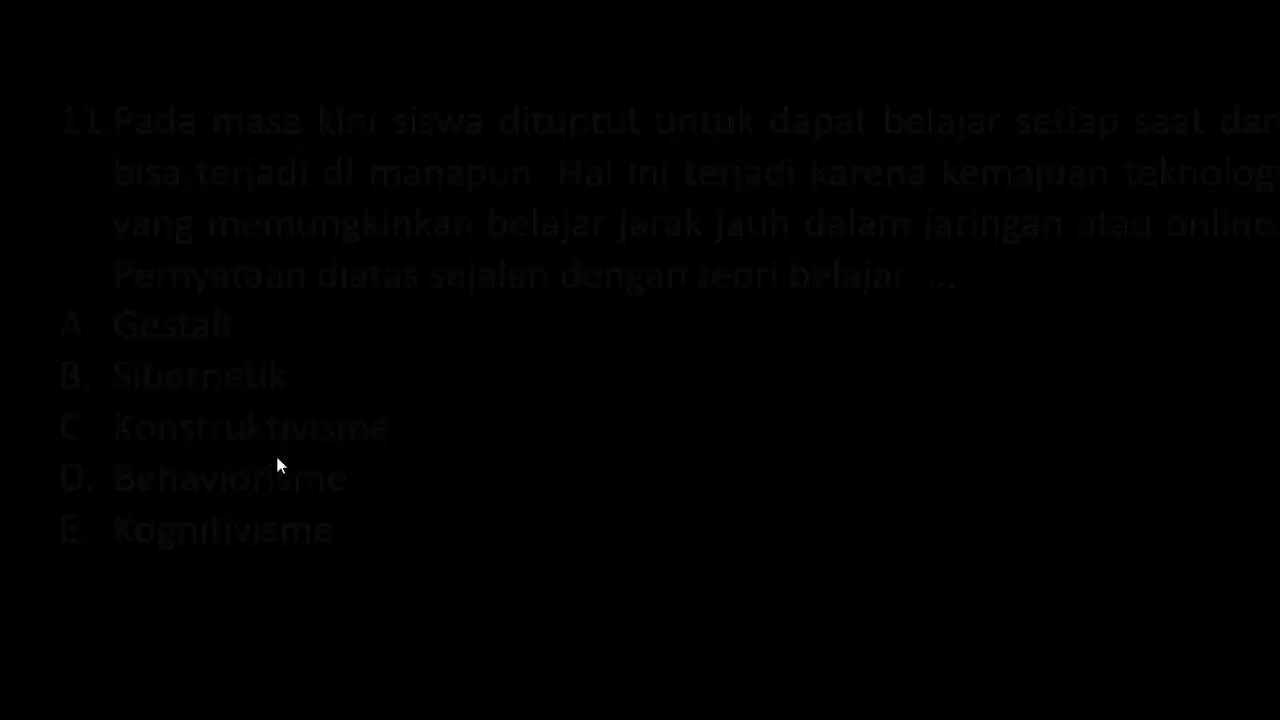 11. Pada masa kini siswa dituntut untuk dapat belajar setiap saat dan
bisa terjadi di manapun. Hal ini terjadi karena kemajuan teknologi
yang memungkinkan belajar jarak jauh dalam jaringan atau online.
Pernyataan diatas sejalan dengan teori belajar ....
A. Gestalt
B. Sibernetik
C. Konstruktivisme
D. Behaviorisme
E. Kognitivisme